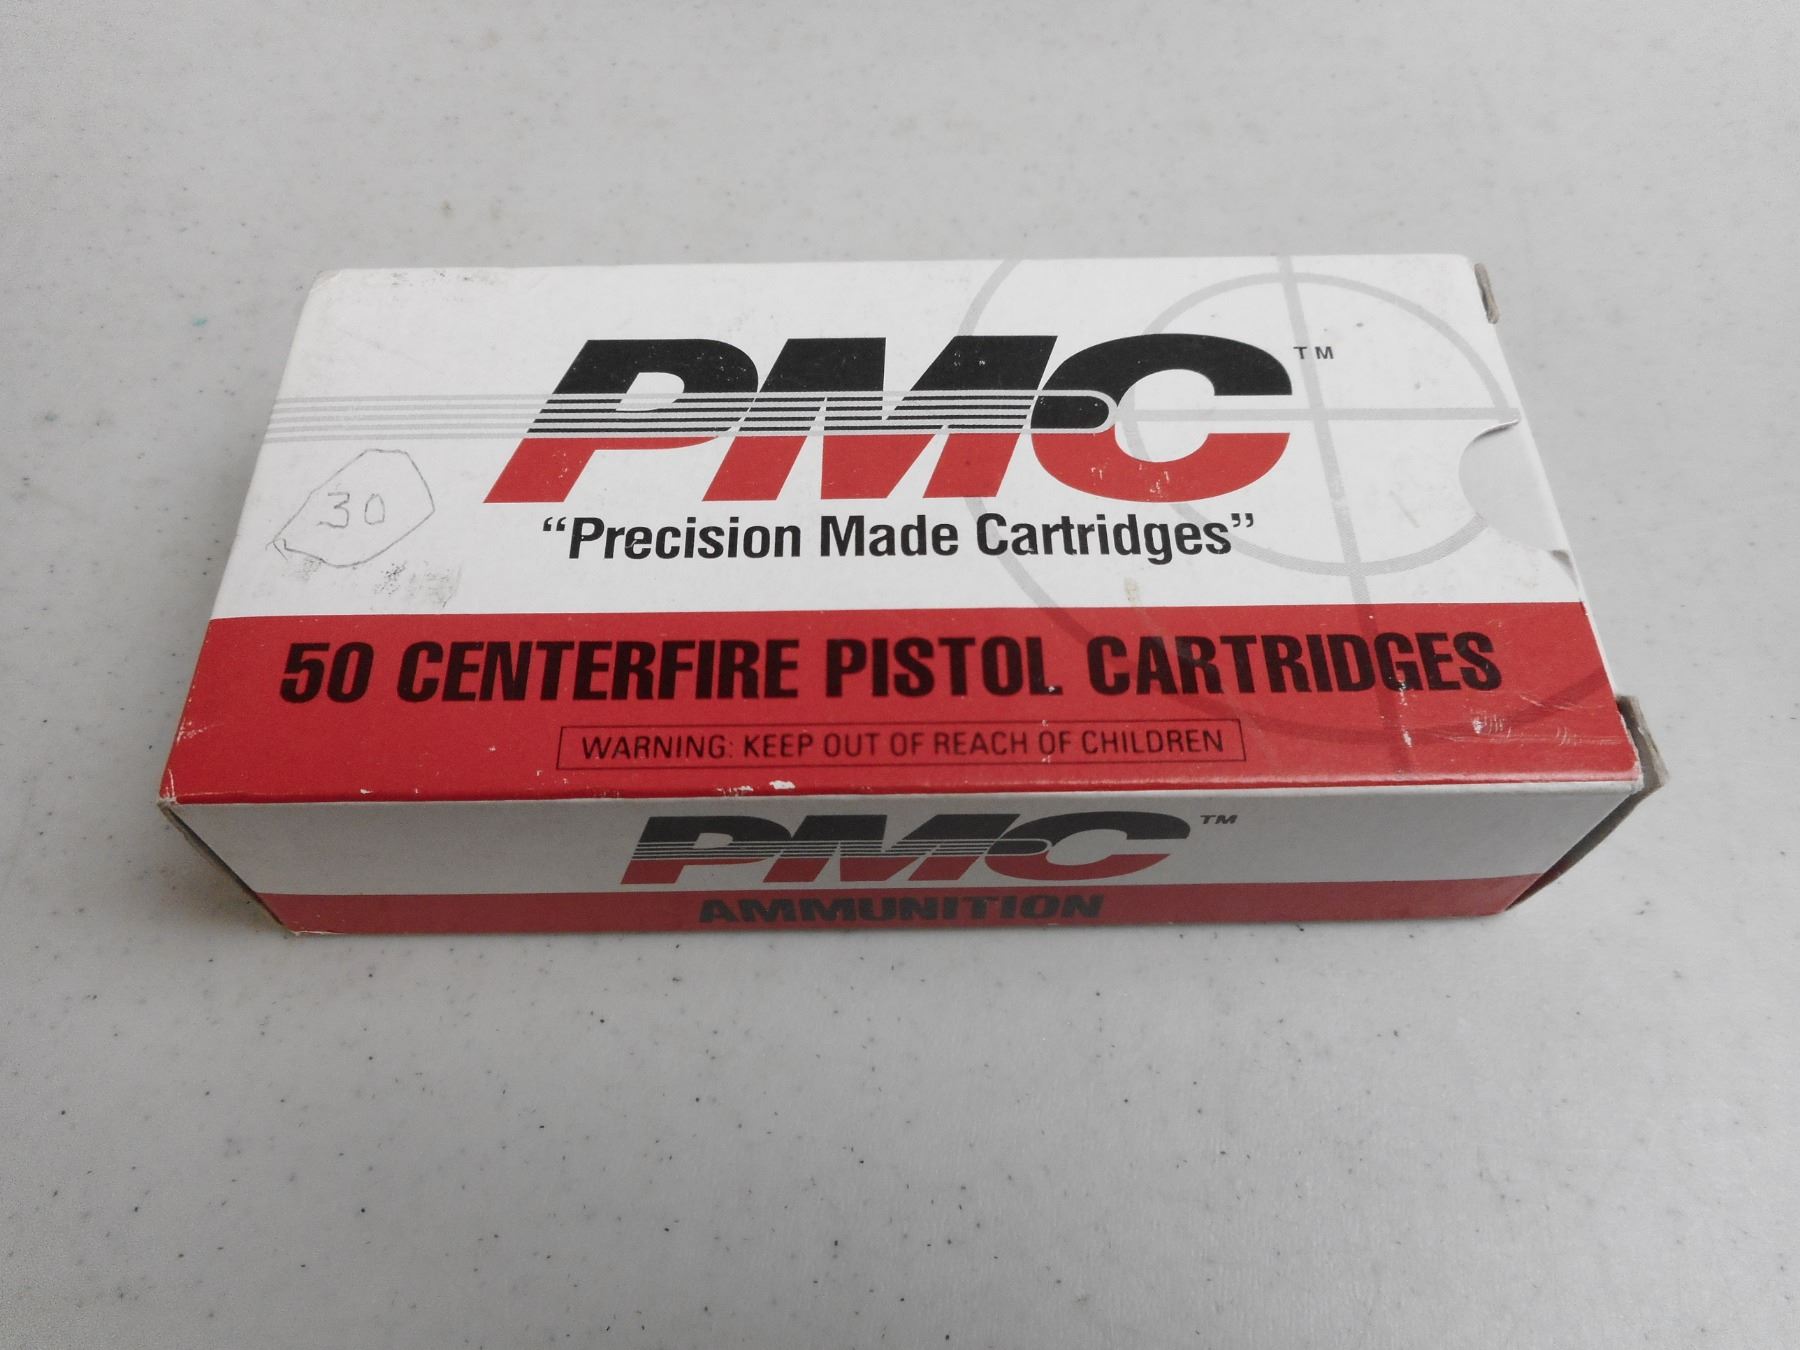 PMC™
30
“Precision Made Cartridges”
50 CENTERFIRE PISTOL CARTRIDGES
WARNING: KEEP OUT OF REACH OF CHILDREN
PMC™
AMMUNITION